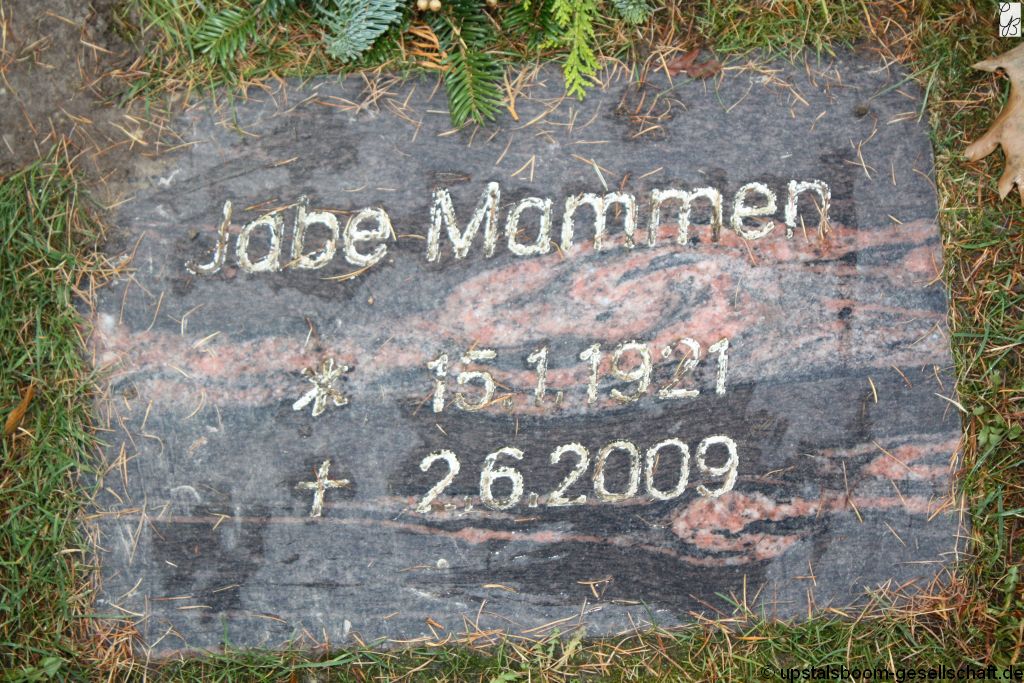 Jabe Mammen
* 15.1.1921
† 2.6.2009
© upstalsboom-gesellschaft.de